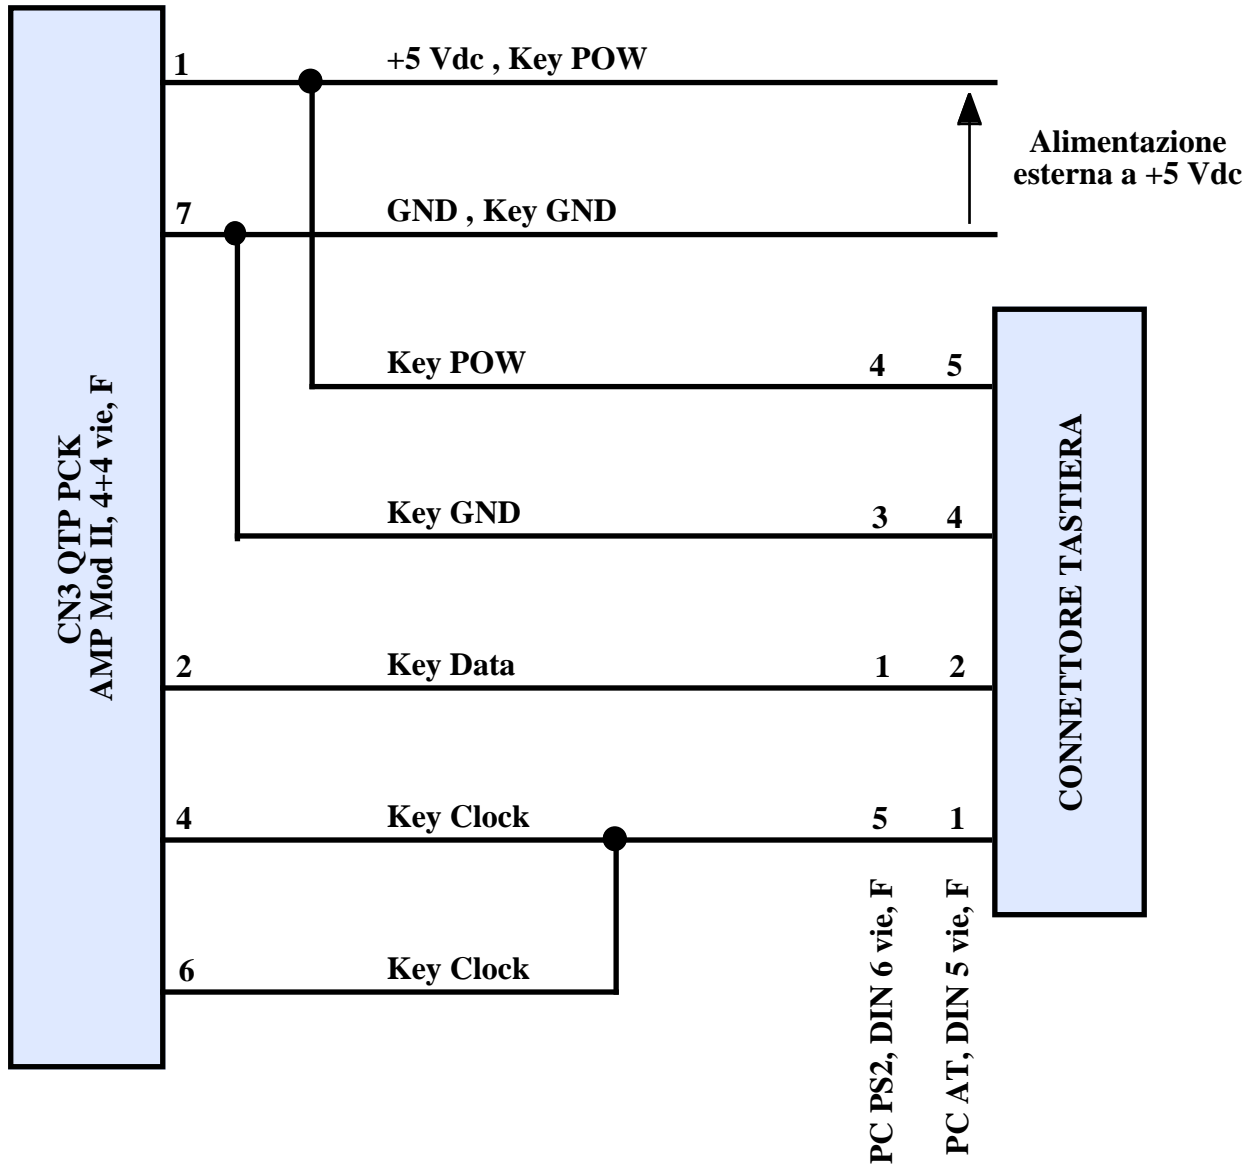 1
+5 Vdc , Key POW
Alimentazione
esterna a +5 Vdc
7
GND , Key GND
Key POW
4
5
Key GND
3
4
CN3 QTP PCK
AMP Mod II, 4+4 vie, F
CONNETTORE TASTIERA
2
Key Data
1
2
4
Key Clock
5
1
6
Key Clock
PC PS2, DIN 6 vie, F
PC AT, DIN 5 vie, F